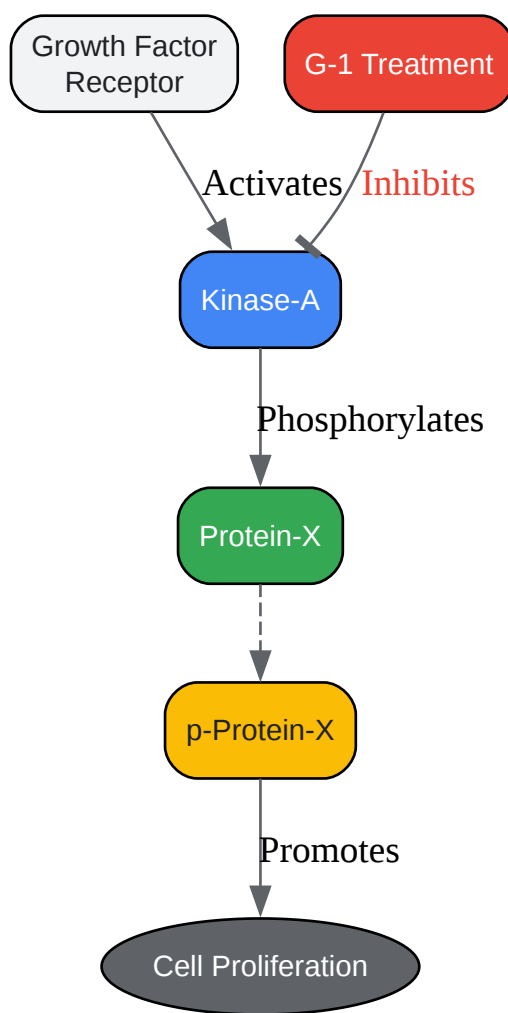 Growth Factor
Receptor
G-1 Treatment
Activates
Inhibits
Kinase-A
Phosphorylates
Protein-X
p-Protein-X
Promotes
Cell Proliferation